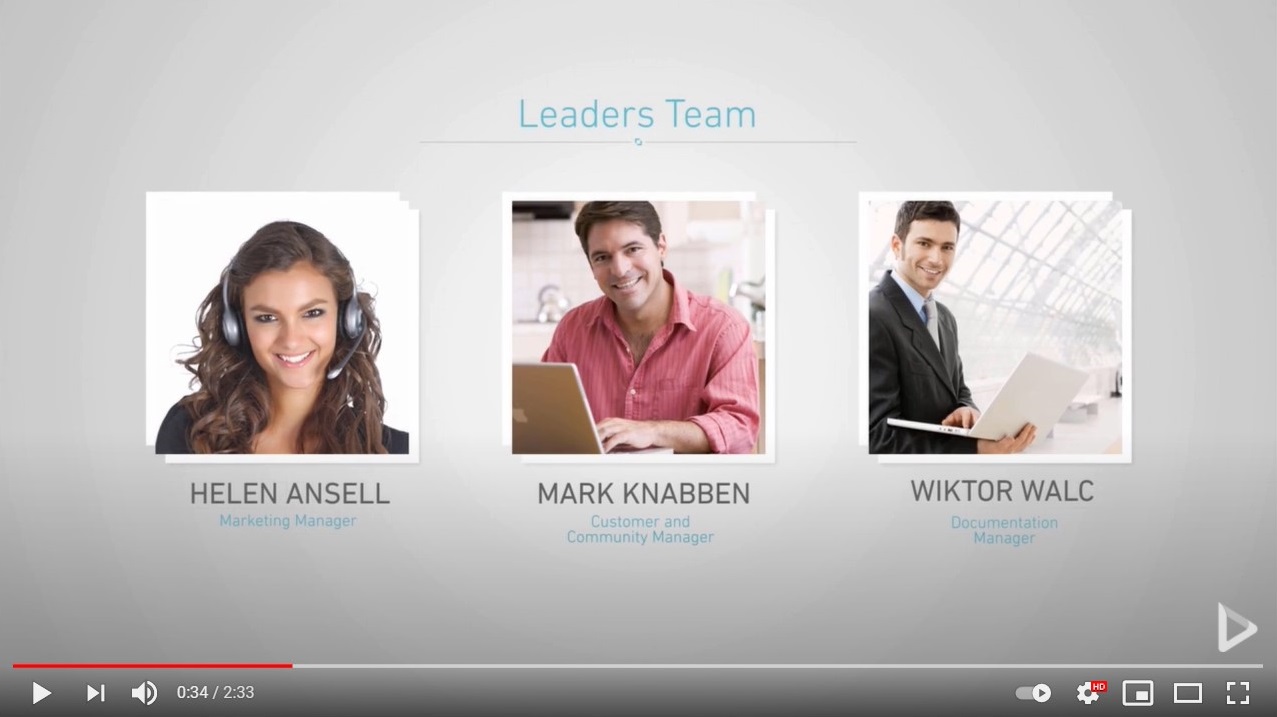 Leaders Team
HELEN ANSELL
Marketing Manager
MARK KNABBEN
Customer and
Community Manager
WIKTOR WALC
Documentation
Manager
0:34 / 2:33
HD